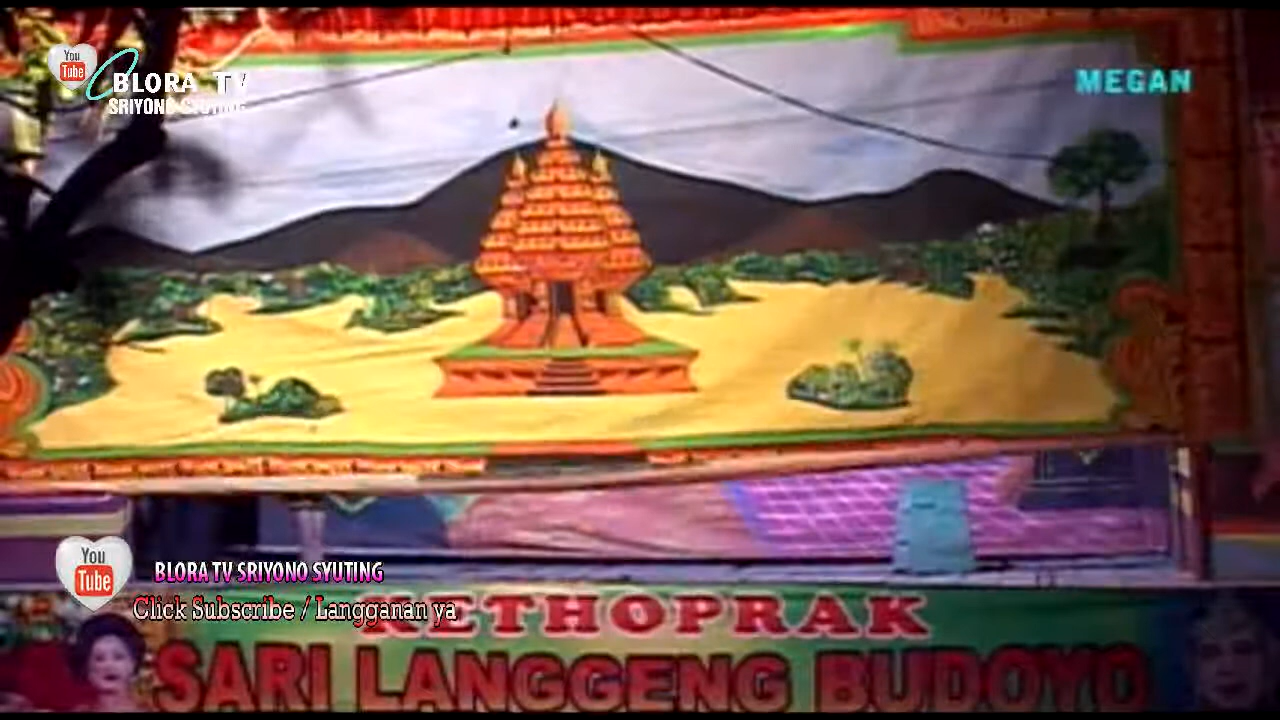 You
Tube
BLORA TV
SRIYONO SYUTING
MEGAN
You
Tube
BLORA TV SRIYONO SYUTING
Click Subscribe / Langganan ya
KETHOPRAK
SARI LANGGENG BUDOYO